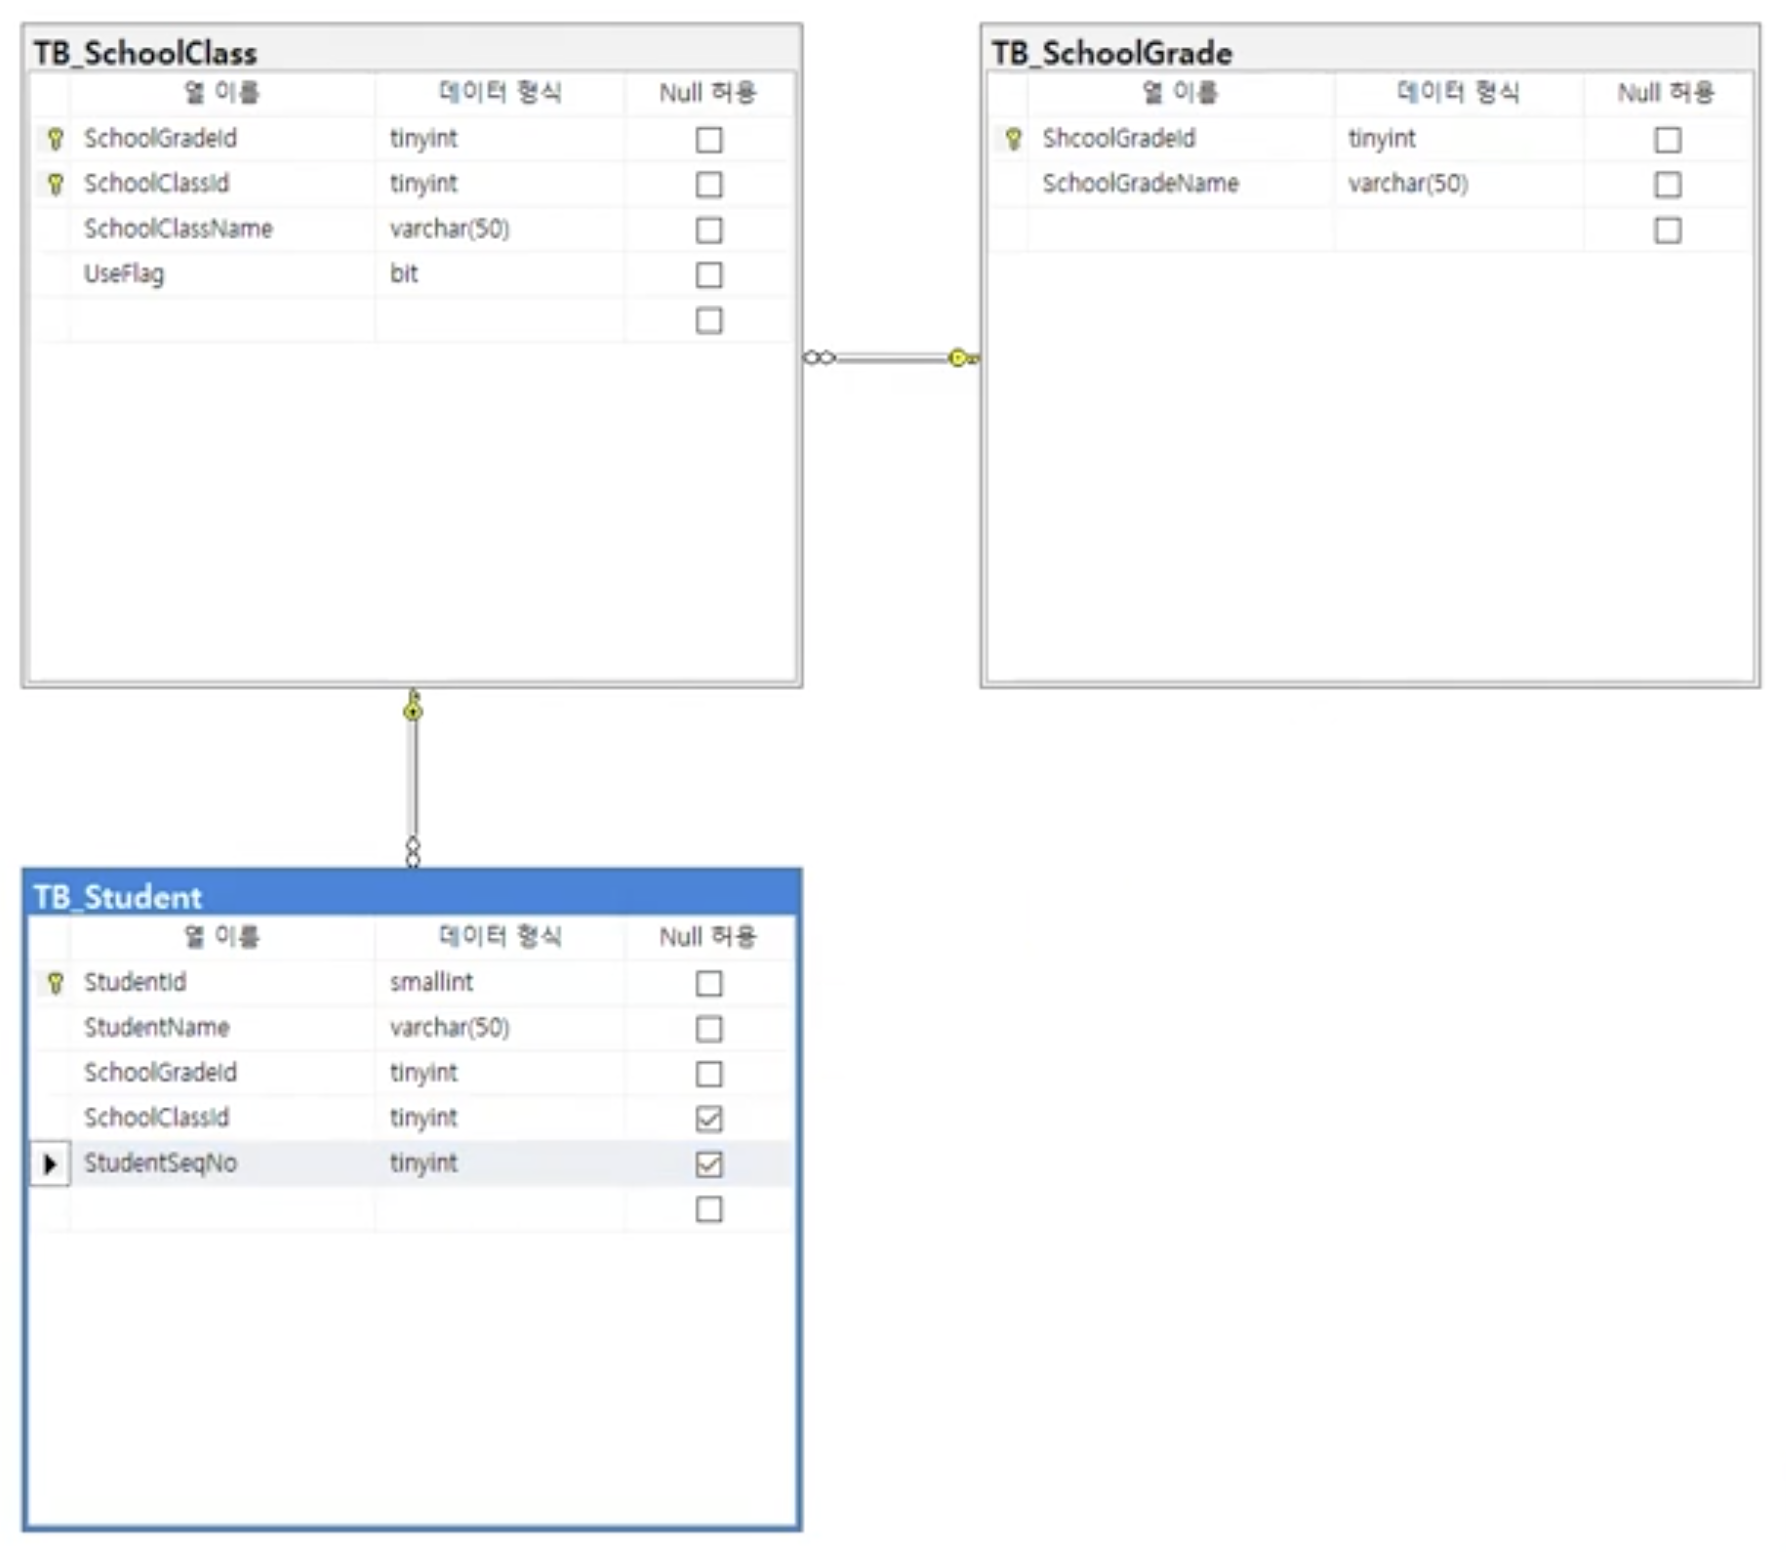 TB_SchoolClass
열 이름 데이터 형식 Null 허용
SchoolGradeId tinyint
SchoolClassId tinyint
SchoolClassName varchar(50)
UseFlag bit
TB_SchoolGrade
열 이름 데이터 형식 Null 허용
ShcoolGradeId tinyint
SchoolGradeName varchar(50)
TB_Student
열 이름 데이터 형식 Null 허용
StudentId smallint
StudentName varchar(50)
SchoolGradeId tinyint
SchoolClassId tinyint
StudentSeqNo tinyint